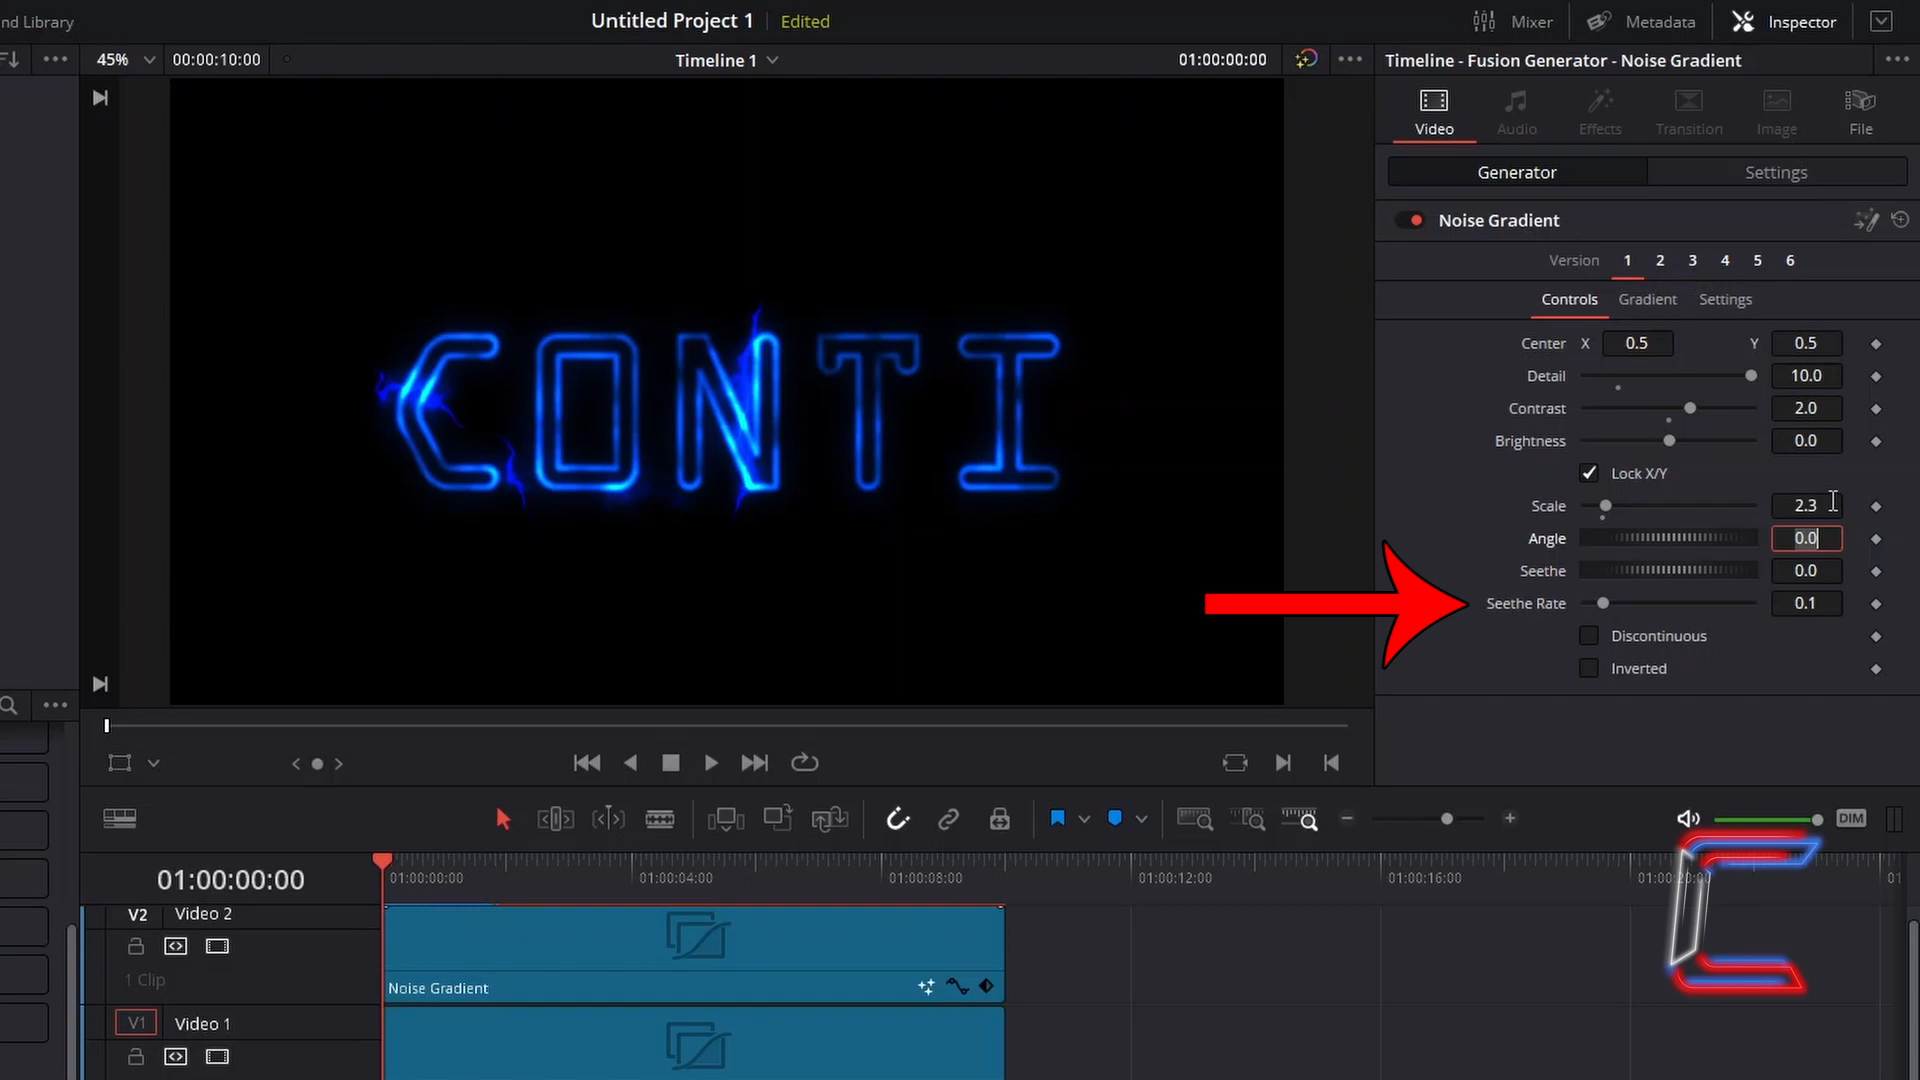 nd Library
Untitled Project 1
Edited
Mixer
Metadata
Inspector
45%
00:00:10:00
Timeline 1
01:00:00:00
Timeline - Fusion Generator - Noise Gradient
Video
Audio
Effects
Transition
Image
File
Generator
Settings
Noise Gradient
Version 1 2 3 4 5 6
Controls Gradient Settings
Center X 0.5 Y 0.5
Detail 10.0
Contrast 2.0
Brightness 0.0
Lock X/Y
Scale 2.3
Angle 0.0
Seethe 0.0
Seethe Rate 0.1
Discontinuous
Inverted
CONTI
DIM
01:00:00:00
01:00:00:00
01:00:04:00
01:00:08:00
01:00:12:00
01:00:16:00
01:00:20:00
01
V2 Video 2
1 Clip
Noise Gradient
V1 Video 1
C